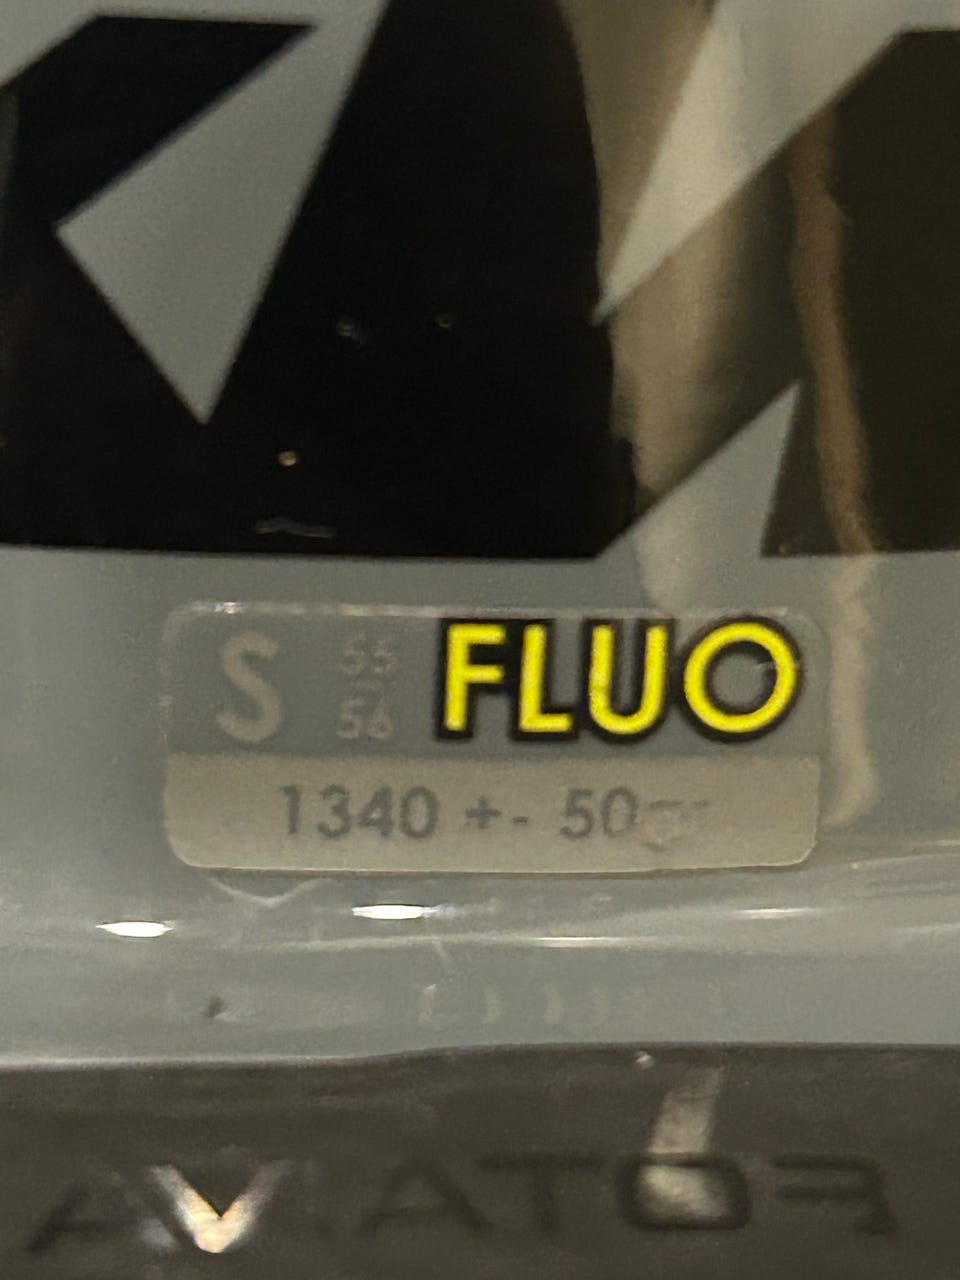 S 55 FLUO
56
1340 +- 50
AVIATOR